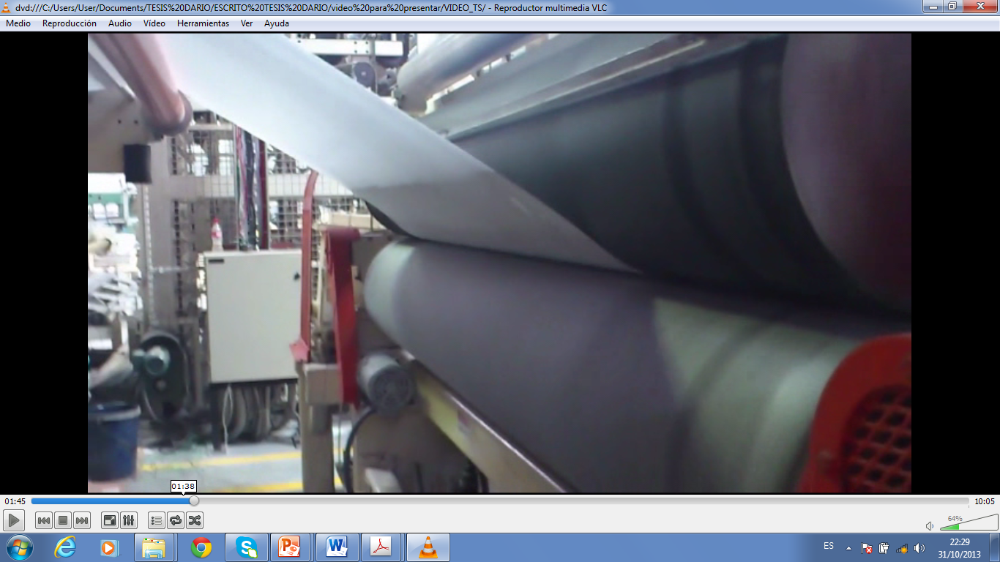 dvd:///C:/Users/User/Documents/TESIS%20DARIO/ESCRITO%20TESIS%20DARIO/video%20para%20presentar/VIDEO_TS/ - Reproductor multimedia VLC
Medio Reproducción Audio Vídeo Herramientas Ver Ayuda
01:38
01:45 10:05
64%
ES 22:29
31/10/2013